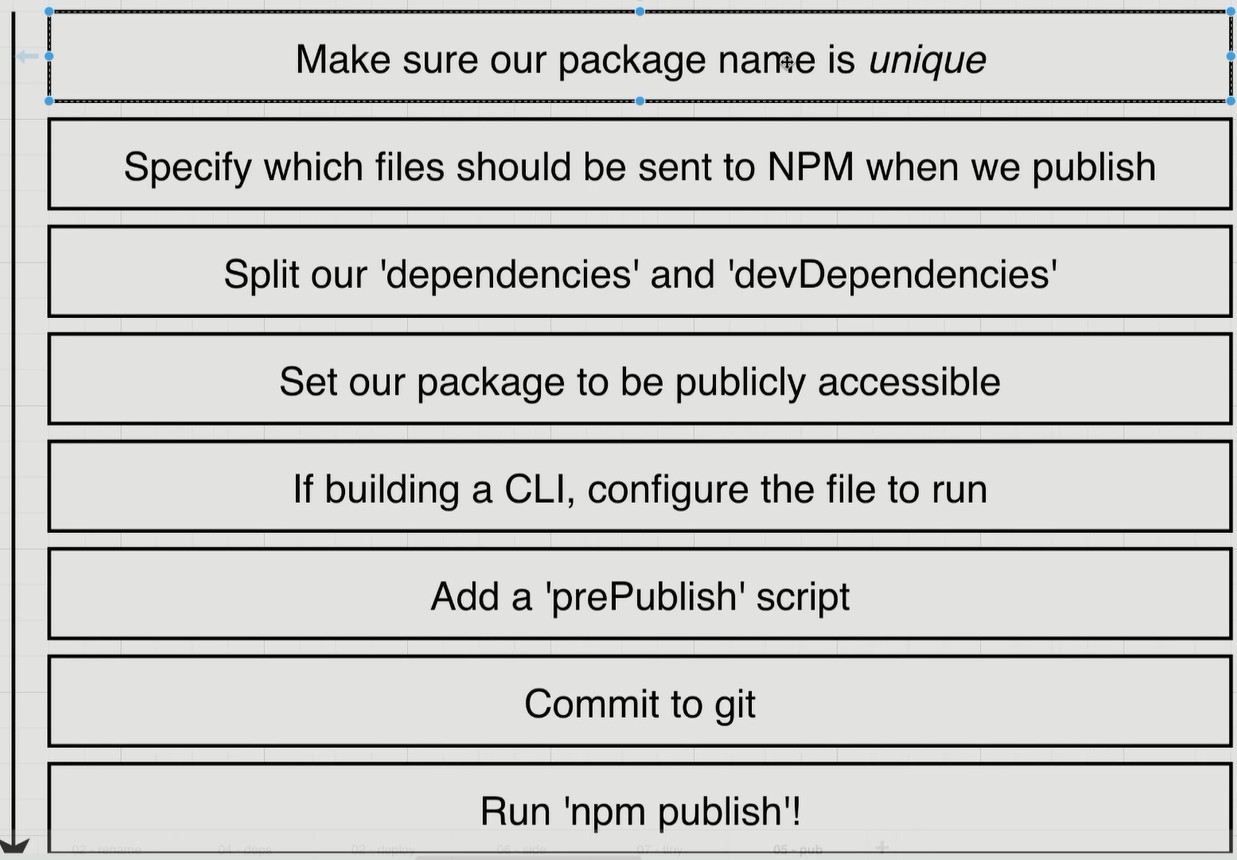 Make sure our package name is unique
Specify which files should be sent to NPM when we publish
Split our 'dependencies' and 'devDependencies'
Set our package to be publicly accessible
If building a CLI, configure the file to run
Add a 'prePublish' script
Commit to git
Run 'npm publish'!
05 - pub